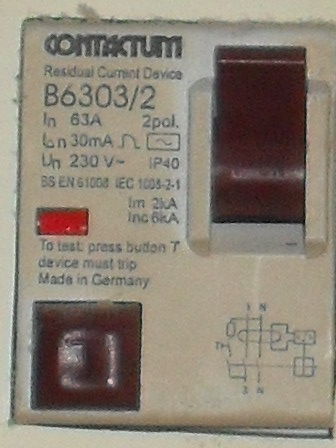 CONTACTUM
Residual Current Device
B6303/2
In 63A 2pol.
IΔn 30mA
Un 230 V~ IP40
BS EN 61008 IEC 1008-2-1
Im 2kA
Inc 6kA
To test: press button 'T'
device must trip
Made in Germany
1 N